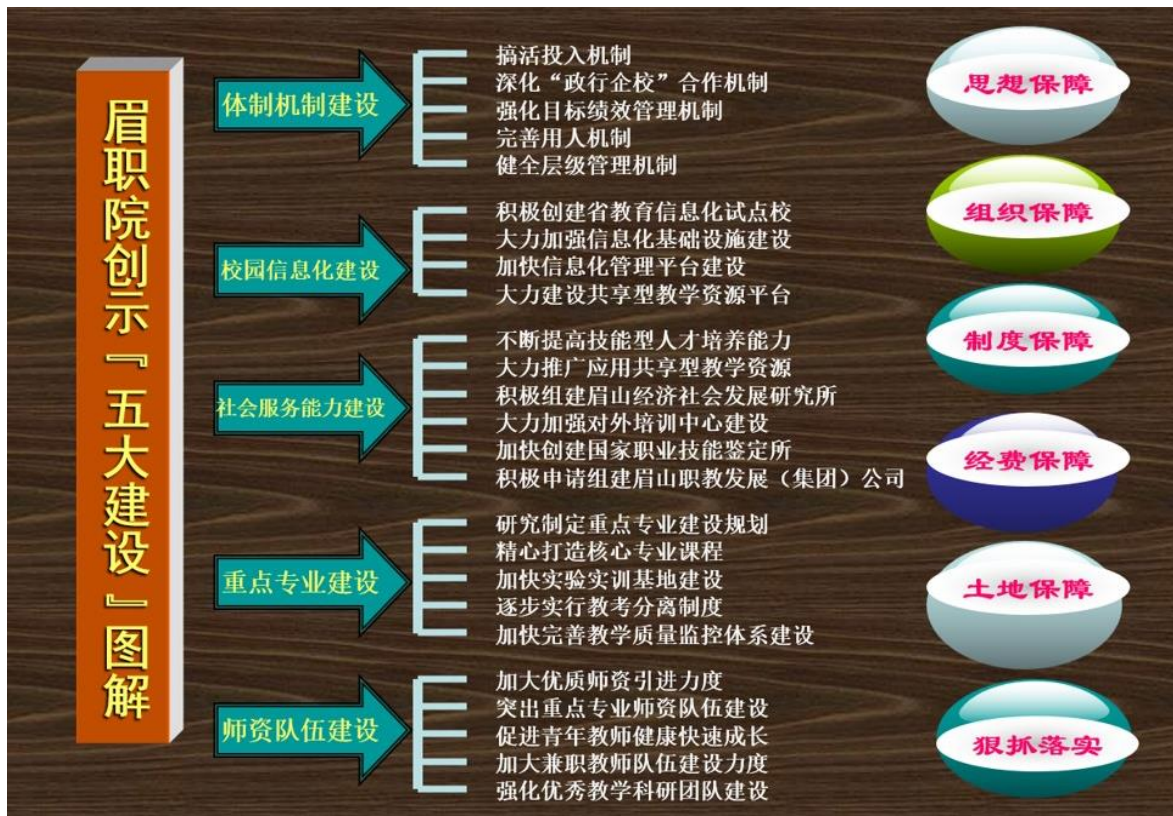 眉职院创示『五大建设』图解
体制机制建设
搞活投入机制
深化“政行企校”合作机制
强化目标绩效管理机制
完善用人机制
健全层级管理机制
校园信息化建设
积极创建省教育信息化试点校
大力加强信息化基础设施建设
加快信息化管理平台建设
大力建设共享型教学资源平台
社会服务能力建设
不断提高技能型人才培养能力
大力推广应用共享型教学资源
积极组建眉山经济社会发展研究所
大力加强对外培训中心建设
加快创建国家职业技能鉴定所
积极申请组建眉山职教发展（集团）公司
重点专业建设
研究制定重点专业建设规划
精心打造核心专业课程
加快实验实训基地建设
逐步实行教考分离制度
加快完善教学质量监控体系建设
师资队伍建设
加大优质师资引进力度
突出重点专业师资队伍建设
促进青年教师健康快速成长
加大兼职教师队伍建设力度
强化优秀教学科研团队建设
思想保障
组织保障
制度保障
经费保障
土地保障
狠抓落实